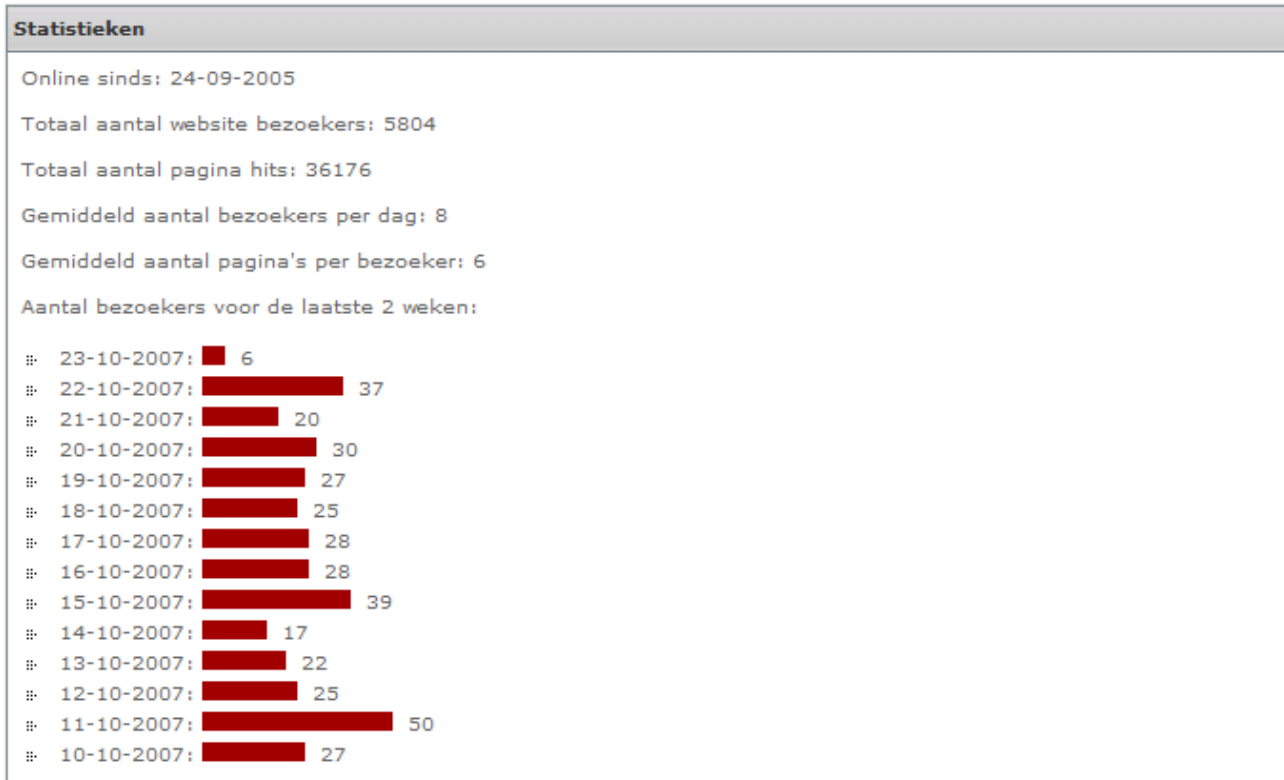 Statistieken
Online sinds: 24-09-2005
Totaal aantal website bezoekers: 5804
Totaal aantal pagina hits: 36176
Gemiddeld aantal bezoekers per dag: 8
Gemiddeld aantal pagina's per bezoeker: 6
Aantal bezoekers voor de laatste 2 weken:
23-10-2007: 6
22-10-2007: 37
21-10-2007: 20
20-10-2007: 30
19-10-2007: 27
18-10-2007: 25
17-10-2007: 28
16-10-2007: 28
15-10-2007: 39
14-10-2007: 17
13-10-2007: 22
12-10-2007: 25
11-10-2007: 50
10-10-2007: 27